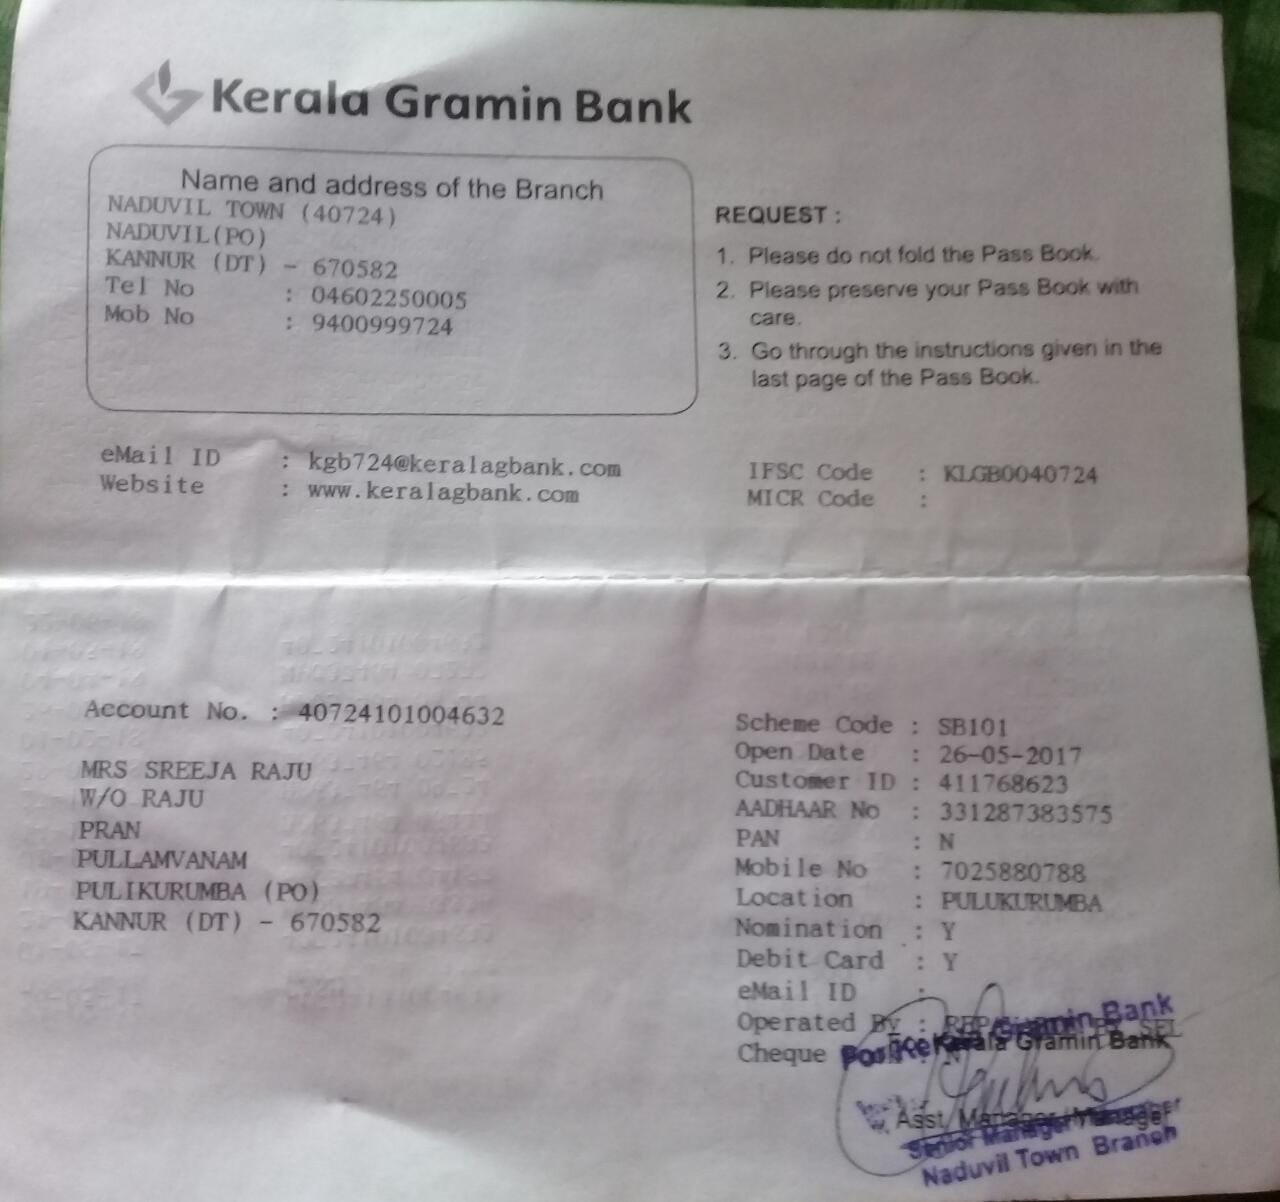 Kerala Gramin Bank
Name and address of the Branch
NADUVIL TOWN (40724)
NADUVIL(PO)
KANNUR (DT) - 670582
Tel No : 04602250005
Mob No : 9400999724
REQUEST :
1. Please do not fold the Pass Book.
2. Please preserve your Pass Book with
care.
3. Go through the instructions given in the
last page of the Pass Book.
eMail ID : kgb724@keralagbank.com
Website : www.keralagbank.com
IFSC Code : KLGB0040724
MICR Code :
Account No. : 40724101004632
MRS SREEJA RAJU
W/O RAJU
PRAN
PULLAMVANAM
PULIKURUMBA (PO)
KANNUR (DT) - 670582
Scheme Code : SB101
Open Date : 26-05-2017
Customer ID : 411768623
AADHAAR No : 331287383575
PAN : N
Mobile No : 7025880788
Location : PULUKURUMBA
Nomination : Y
Debit Card : Y
eMail ID :
Operated By :
Cheque
Kerala Gramin Bank
Asst. Manager/Manager
Senior Manager
Naduvil Town Branch